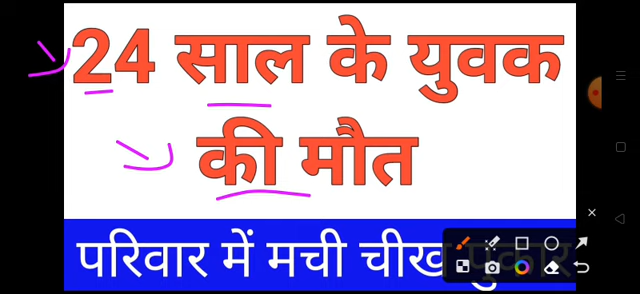 24 साल के युवक
की मौत
परिवार में मची चीख पुकार